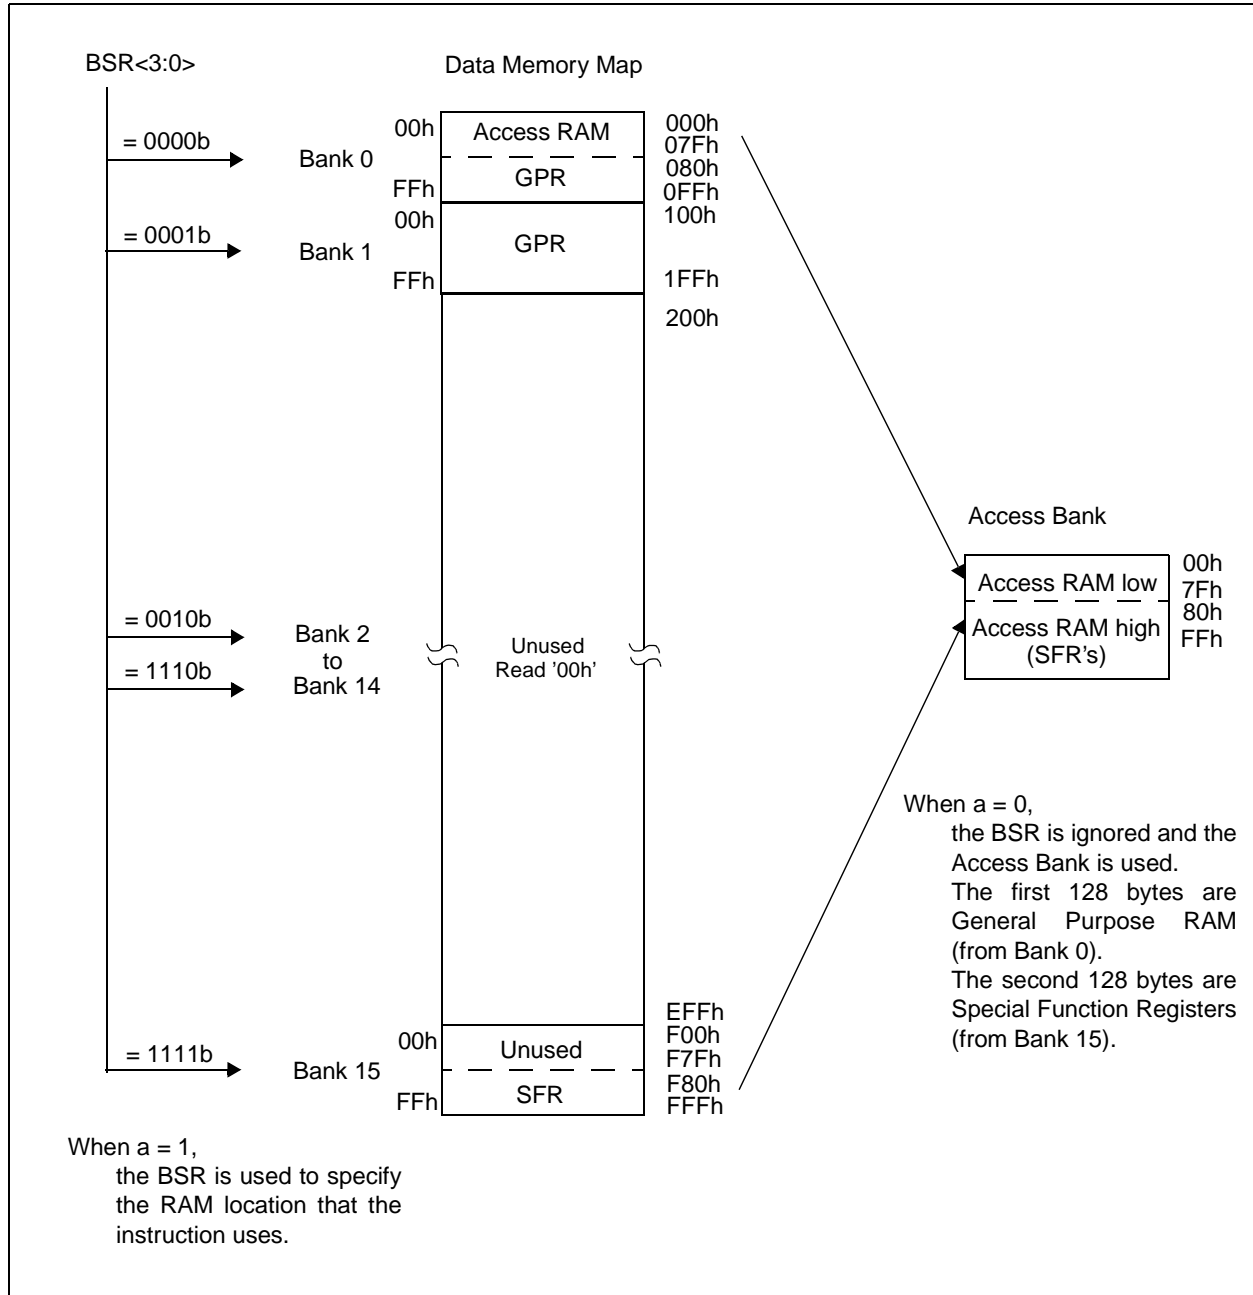 BSR<3:0>
Data Memory Map
= 0000b
Bank 0
00h
FFh
Access RAM
GPR
000h
07Fh
080h
0FFh
= 0001b
Bank 1
00h
FFh
GPR
100h
1FFh
200h
= 0010b
= 1110b
Bank 2
to
Bank 14
Unused
Read '00h'
Access Bank
Access RAM low
Access RAM high
(SFR's)
00h
7Fh
80h
FFh
When a = 0,
the BSR is ignored and the
Access Bank is used.
The first 128 bytes are
General Purpose RAM
(from Bank 0).
The second 128 bytes are
Special Function Registers
(from Bank 15).
= 1111b
Bank 15
00h
FFh
Unused
SFR
EFFh
F00h
F7Fh
F80h
FFFh
When a = 1,
the BSR is used to specify
the RAM location that the
instruction uses.